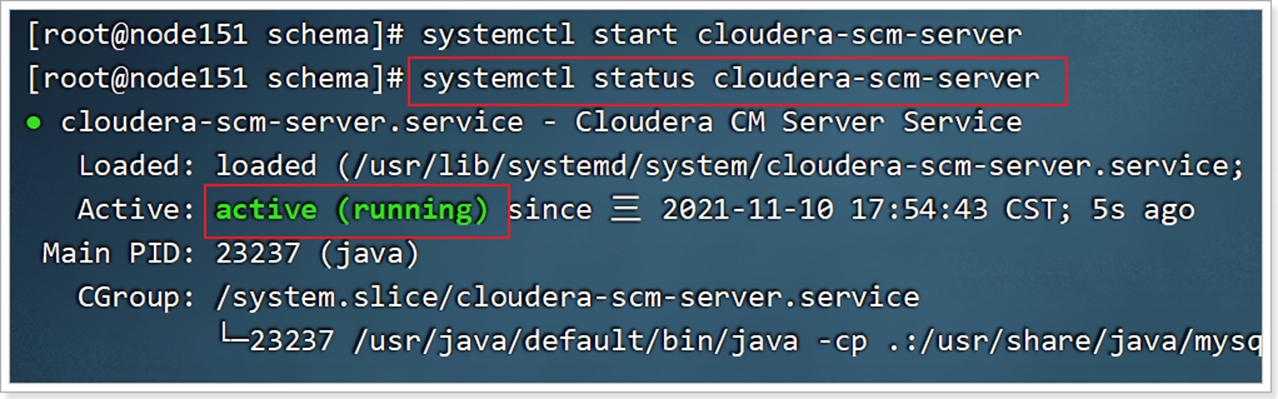 [root@node151 schema]# systemctl start cloudera-scm-server
[root@node151 schema]# systemctl status cloudera-scm-server
● cloudera-scm-server.service - Cloudera CM Server Service
Loaded: loaded (/usr/lib/systemd/system/cloudera-scm-server.service;
Active: active (running) since 三 2021-11-10 17:54:43 CST; 5s ago
Main PID: 23237 (java)
CGroup: /system.slice/cloudera-scm-server.service
└─23237 /usr/java/default/bin/java -cp .:/usr/share/java/mysq